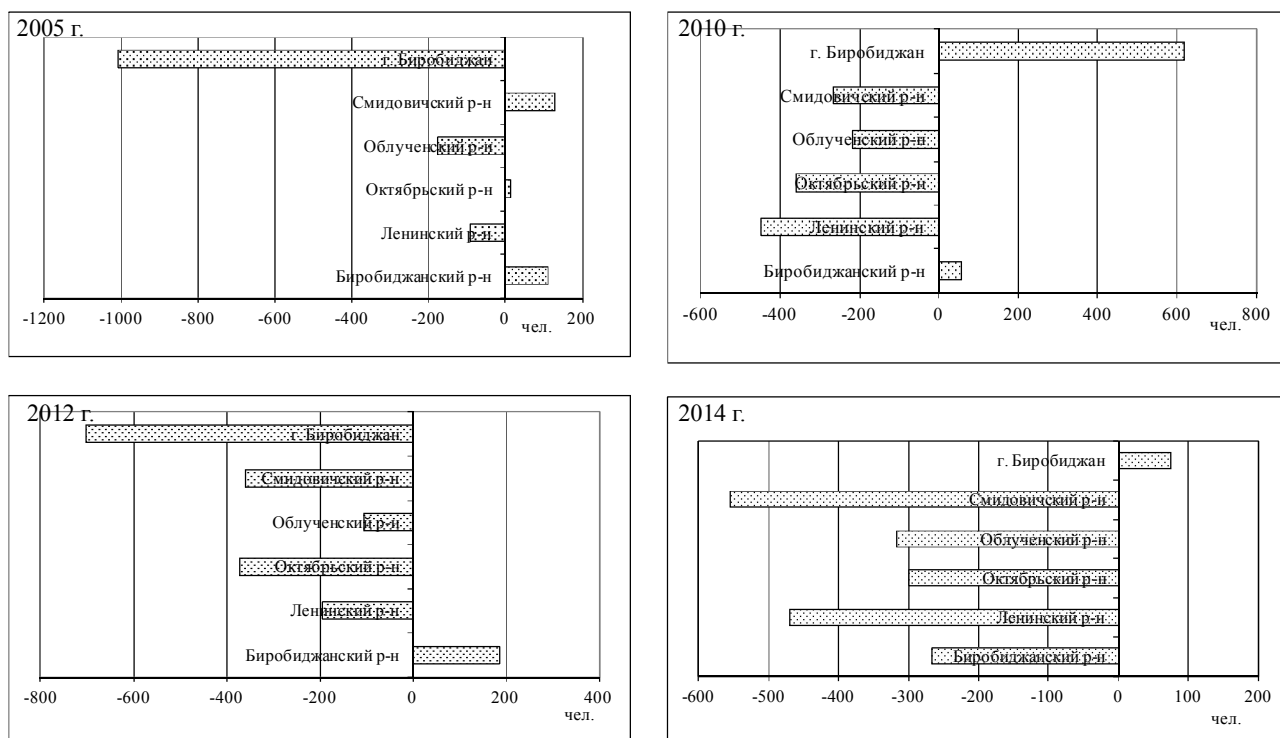 2005 г.
г. Биробиджан
Смидовичский р-н
Облученский р-н
Октябрьский р-н
Ленинский р-н
Биробиджанский р-н
-1200 -1000 -800 -600 -400 -200 0 200
чел.
2010 г.
г. Биробиджан
Смидовичский р-н
Облученский р-н
Октябрьский р-н
Ленинский р-н
Биробиджанский р-н
-600 -400 -200 0 200 400 600 800
чел.
2012 г.
г. Биробиджан
Смидовичский р-н
Облученский р-н
Октябрьский р-н
Ленинский р-н
Биробиджанский р-н
-800 -600 -400 -200 0 200 400
чел.
2014 г.
г. Биробиджан
Смидовичский р-н
Облученский р-н
Октябрьский р-н
Ленинский р-н
Биробиджанский р-н
-600 -500 -400 -300 -200 -100 0 100 200
чел.